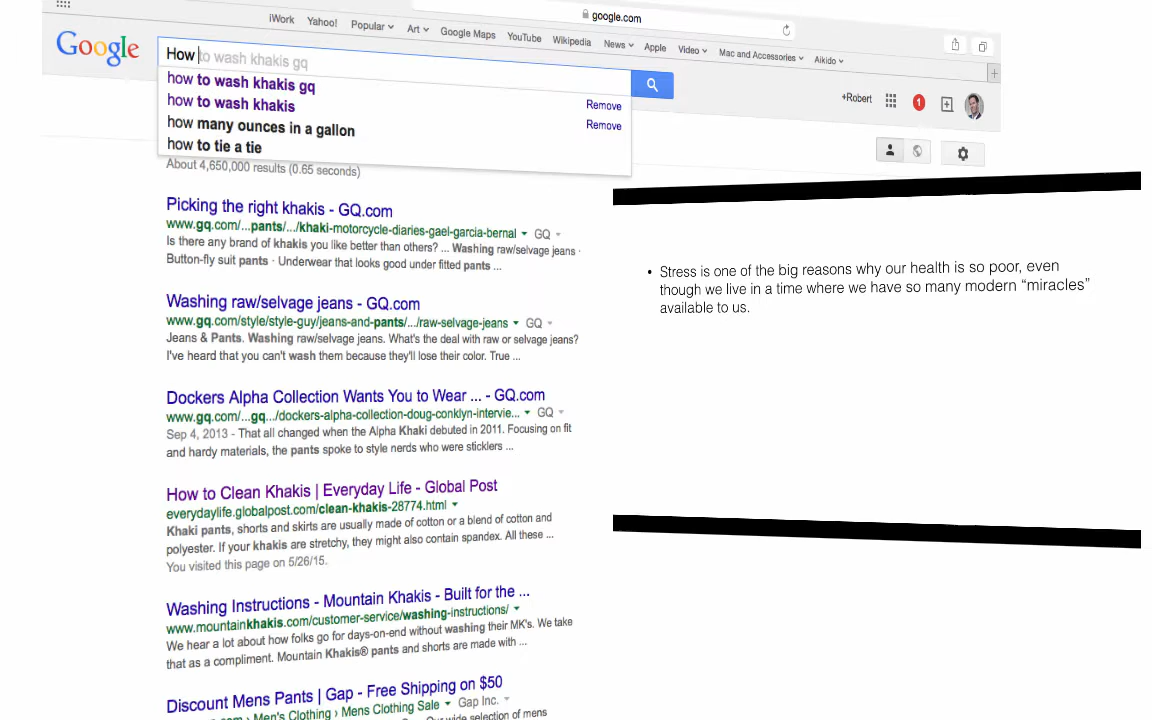 google.com
iWork Yahoo! Popular Art Google Maps YouTube Wikipedia News Apple Video Mac and Accessories Aikido
Google
How to wash khakis gq
+Robert
1
how to wash khakis gq
how to wash khakis Remove
how many ounces in a gallon Remove
how to tie a tie
About 4,650,000 results (0.65 seconds)
Picking the right khakis - GQ.com
www.gq.com/...pants/.../khaki-motorcycle-diaries-gael-garcia-bernal GQ
Is there any brand of khakis you like better than others? ... Washing raw/selvage jeans ·
Button-fly suit pants · Underwear that looks good under fitted pants ...
Washing raw/selvage jeans - GQ.com
www.gq.com/style/style-guy/jeans-and-pants/.../raw-selvage-jeans GQ
Jeans & Pants. Washing raw/selvage jeans. What's the deal with raw or selvage jeans?
I've heard that you can't wash them because they'll lose their color. True ...
Dockers Alpha Collection Wants You to Wear ... - GQ.com
www.gq.com/...gq.../dockers-alpha-collection-doug-conklin-intervie... GQ
Sep 4, 2013 - That all changed when the Alpha Khaki debuted in 2011. Focusing on fit
and hardy materials, the pants spoke to style nerds who were sticklers ...
How to Clean Khakis | Everyday Life - Global Post
everydaylife.globalpost.com/clean-khakis-28774.html
Khaki pants, shorts and skirts are usually made of cotton or a blend of cotton and
polyester. If your khakis are stretchy, they might also contain spandex. All these ...
You visited this page on 5/26/15.
Washing Instructions - Mountain Khakis - Built for the ...
www.mountainkhakis.com/customer-service/washing-instructions/
We hear a lot about how folks go for days-on-end without washing their MK's. We take
that as a compliment. Mountain Khakis® pants and shorts are made with ...
Discount Mens Pants | Gap - Free Shipping on $50
.com › Men's Clothing › Mens Clothing Sale Gap Inc.
Our wide selection of mens
• Stress is one of the big reasons why our health is so poor, even
though we live in a time where we have so many modern “miracles”
available to us.